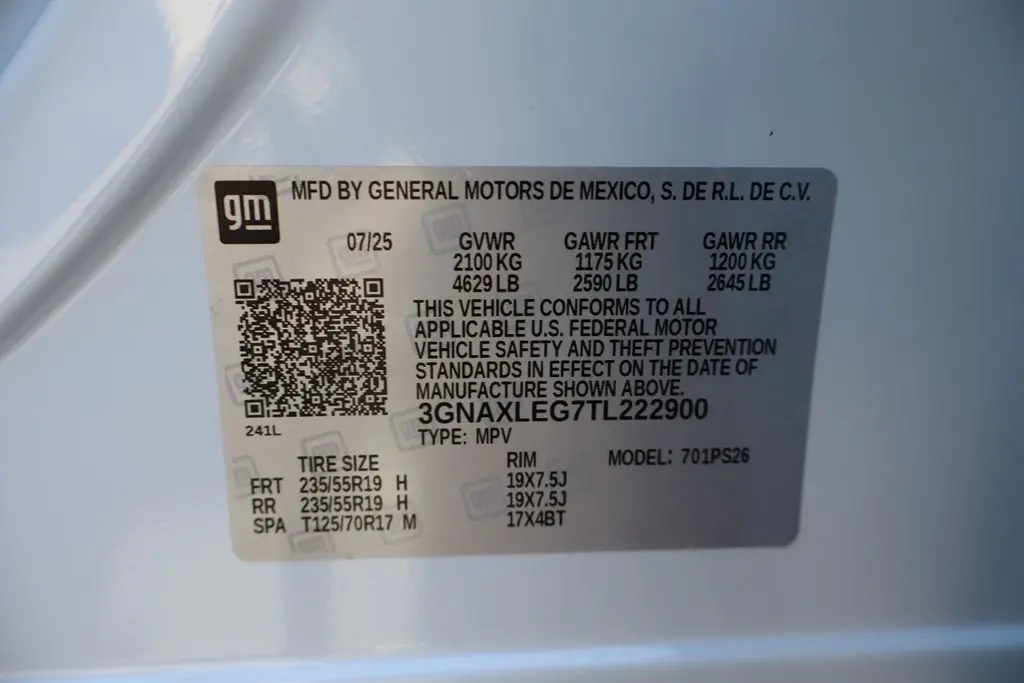 gm MFD BY GENERAL MOTORS DE MEXICO, S. DE R.L. DE C.V.
07/25 GVWR GAWR FRT GAWR RR
2100 KG 1175 KG 1200 KG
4629 LB 2590 LB 2645 LB
THIS VEHICLE CONFORMS TO ALL
APPLICABLE U.S. FEDERAL MOTOR
VEHICLE SAFETY AND THEFT PREVENTION
STANDARDS IN EFFECT ON THE DATE OF
MANUFACTURE SHOWN ABOVE.
3GNAXLEG7TL222900
241L
TYPE: MPV
TIRE SIZE RIM MODEL: 701PS26
FRT 235/55R19 H 19X7.5J
RR 235/55R19 H 19X7.5J
SPA T125/70R17 M 17X4BT